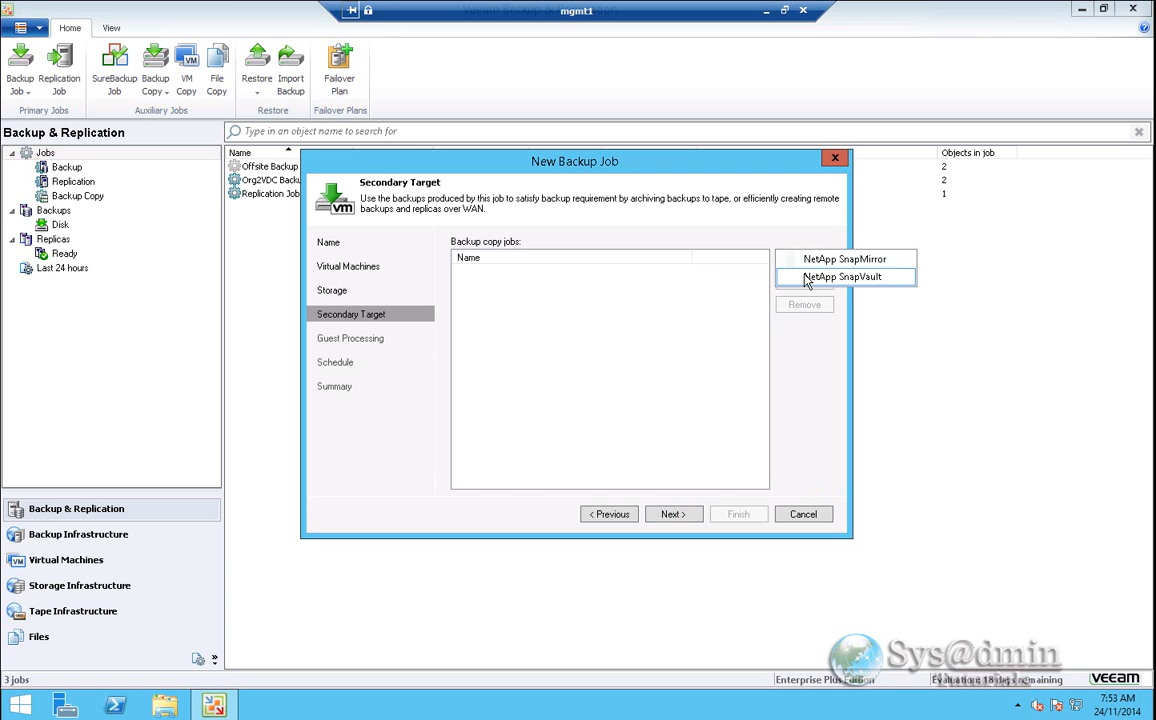 mgmt1
Home
View
Backup
Job
Replication
Job
SureBackup
Job
Backup
Copy
VM
Copy
File
Copy
Restore
Import
Backup
Failover
Plan
Primary Jobs
Auxiliary Jobs
Restore
Failover Plans
Backup & Replication
Type in an object name to search for
Jobs
Backup
Replication
Backup Copy
Backups
Disk
Replicas
Ready
Last 24 hours
Name
Objects in job
Offsite Backup
2
Org2VDC Backu
2
Replication Job
1
New Backup Job
Secondary Target
Use the backups produced by this job to satisfy backup requirement by archiving backups to tape, or efficiently creating remote
backups and replicas over WAN.
Name
Virtual Machines
Storage
Secondary Target
Guest Processing
Schedule
Summary
Backup copy jobs:
Name
NetApp SnapMirror
NetApp SnapVault
Remove
< Previous
Next >
Finish
Cancel
Backup & Replication
Backup Infrastructure
Virtual Machines
Storage Infrastructure
Tape Infrastructure
Files
Sys@dmin
Tutorials
3 jobs
Enterprise Plus Edition
Evaluation: 18 days remaining
veeam
7:53 AM
24/11/2014